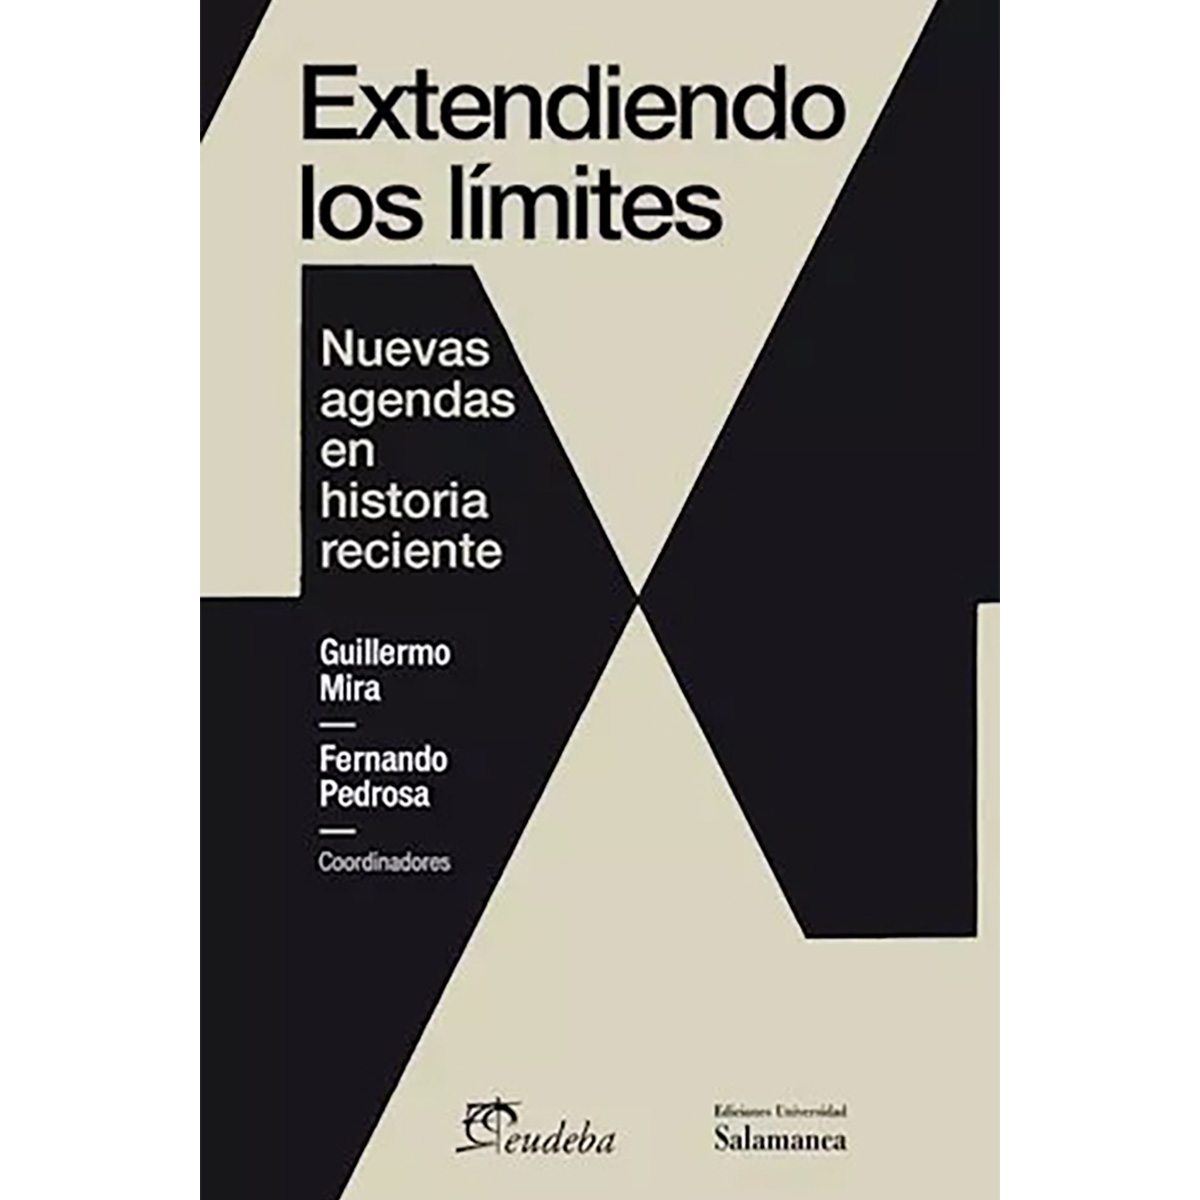 Extendiendo
los límites
Nuevas
agendas
en
historia
reciente
Guillermo
Mira
Fernando
Pedrosa
Coordinadores
eudeba
Ediciones Universidad
Salamanca